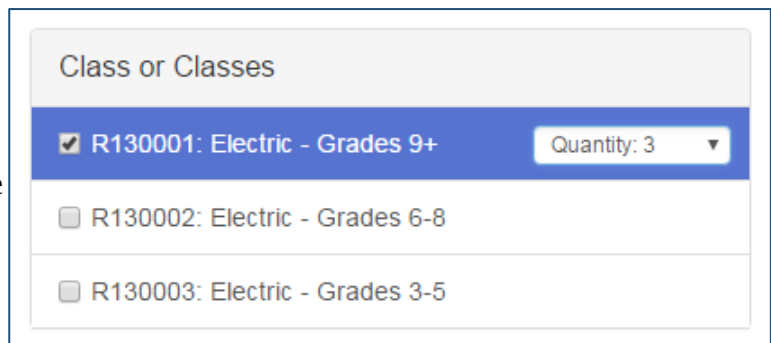 Class or Classes
R130001: Electric - Grades 9+ Quantity: 3
e
R130002: Electric - Grades 6-8
R130003: Electric - Grades 3-5